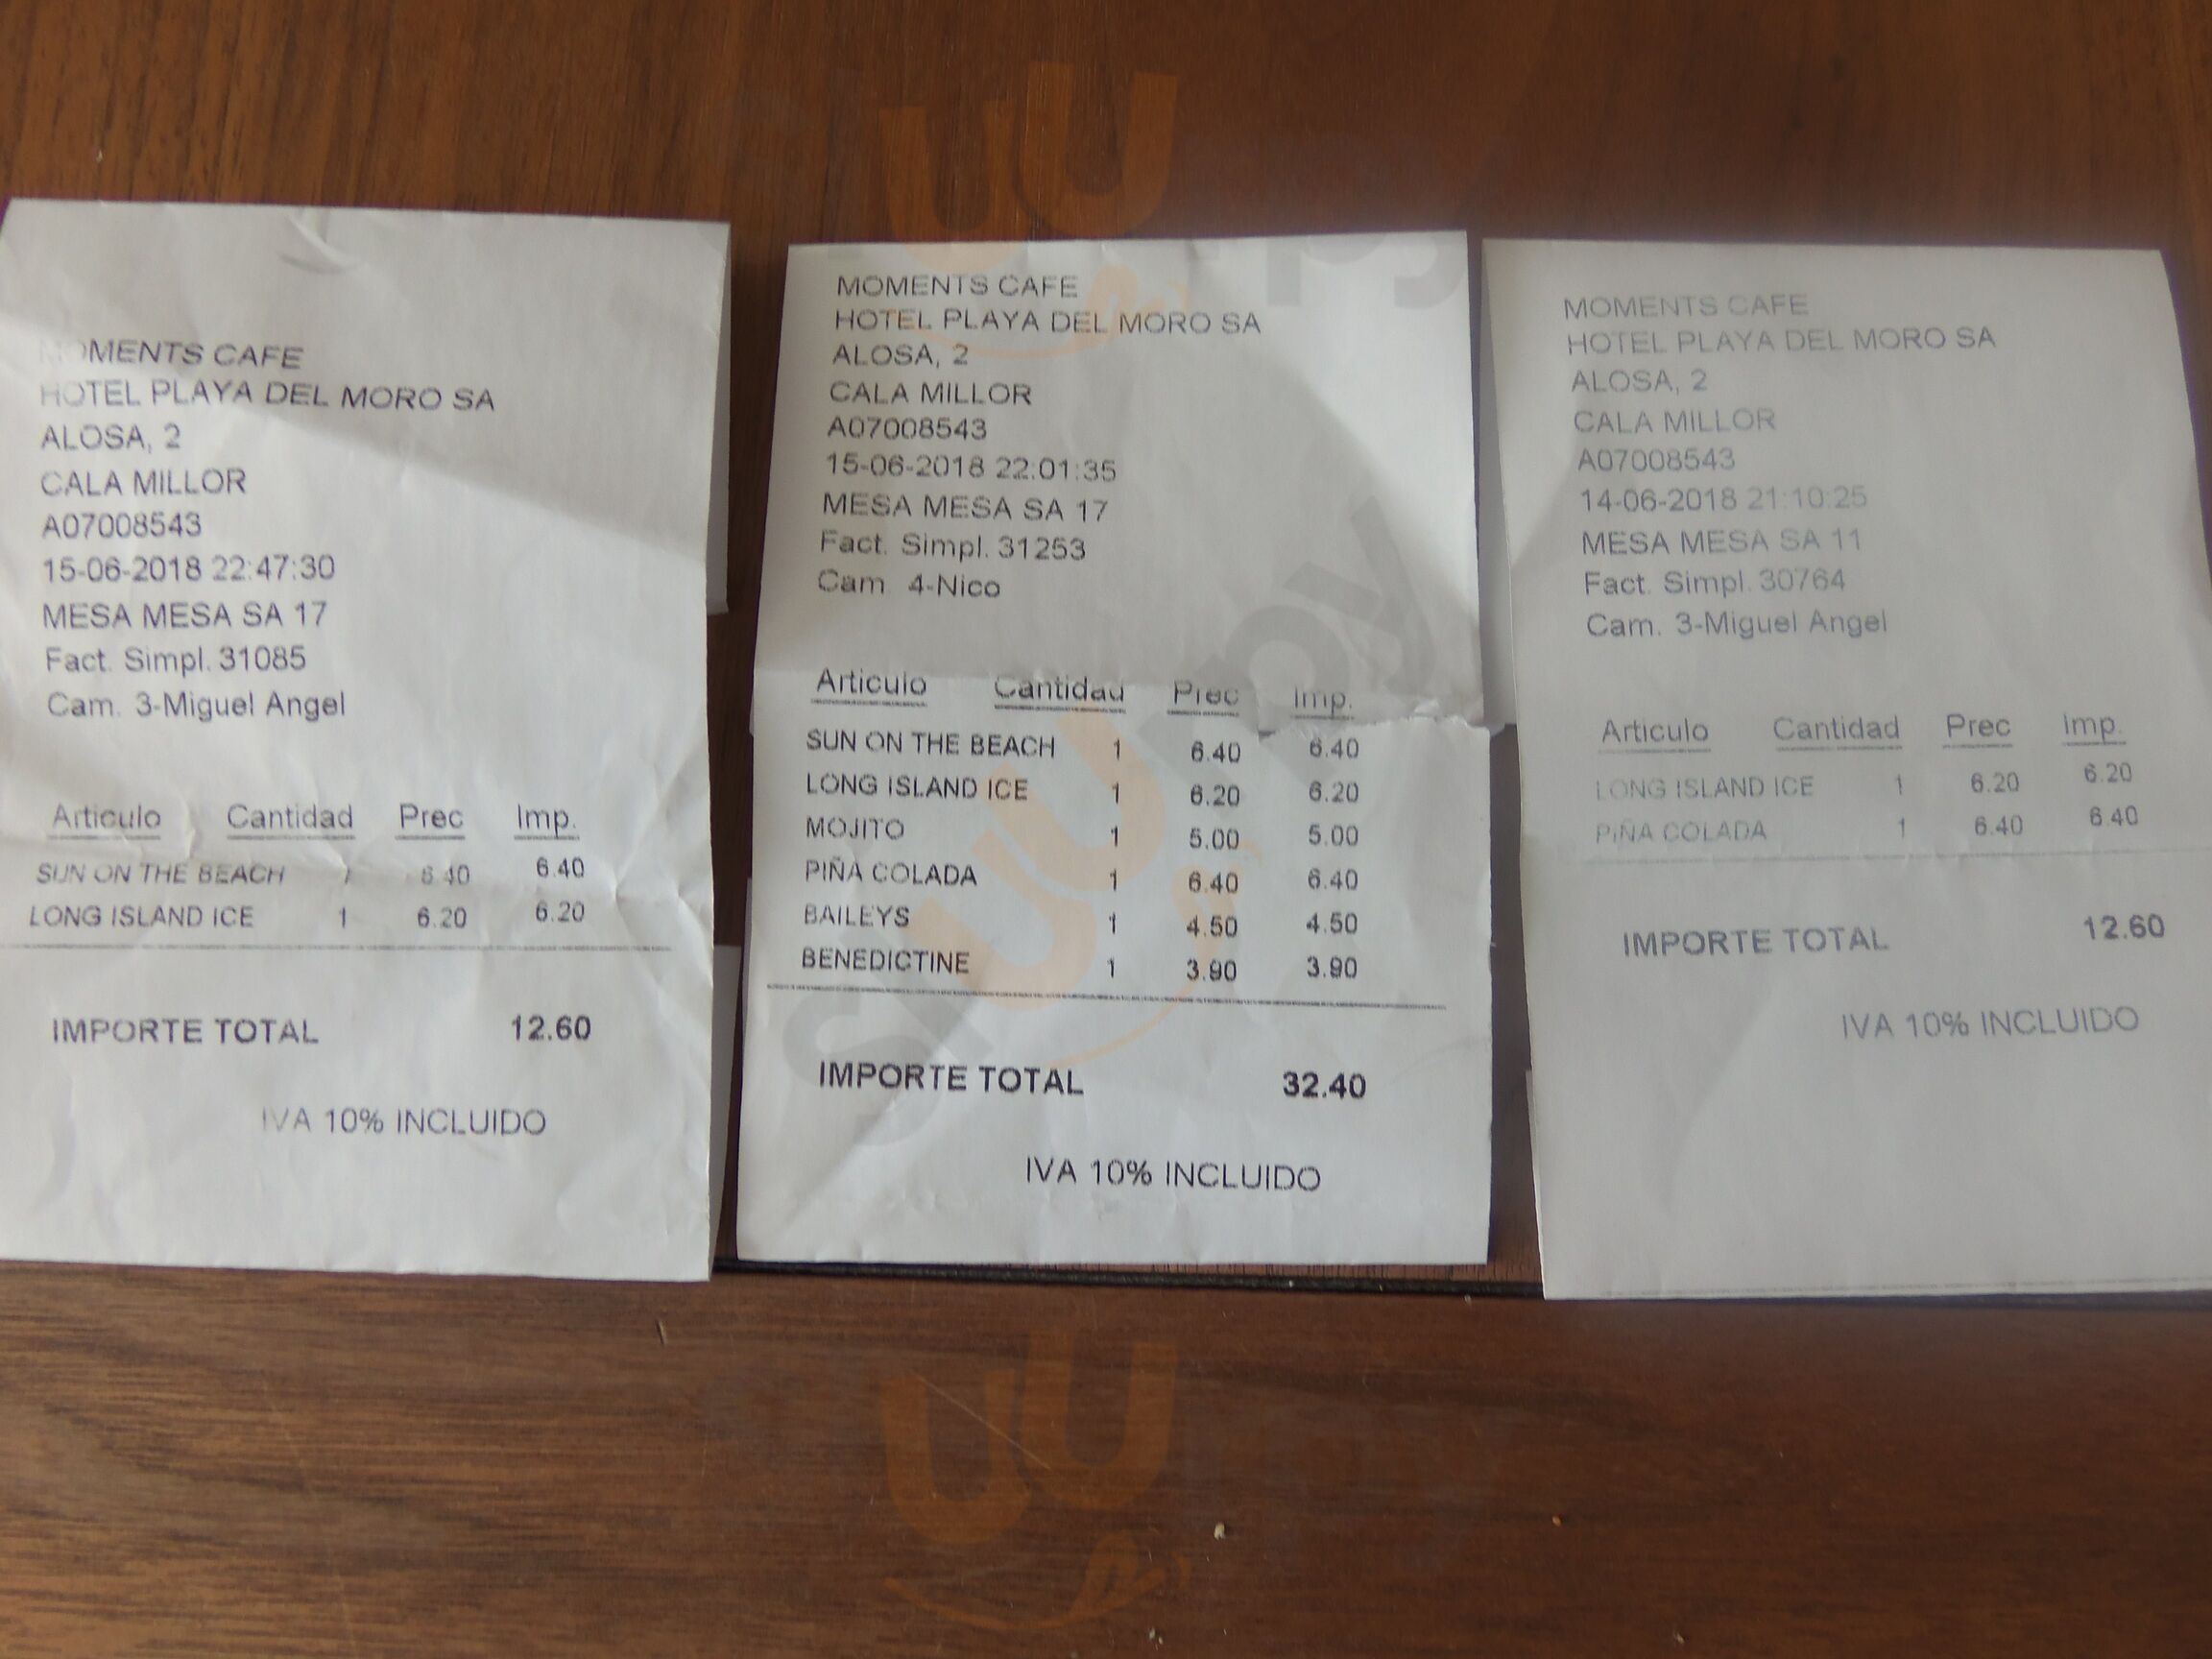 MOMENTS CAFE
HOTEL PLAYA DEL MORO SA
ALOSA, 2
CALA MILLOR
A07008543
15-06-2018 22:47:30
MESA MESA SA 17
Fact. Simpl. 31085
Cam. 3-Miguel Angel
Articulo Cantidad Prec Imp.
SUN ON THE BEACH 1 6.40 6.40
LONG ISLAND ICE 1 6.20 6.20
IMPORTE TOTAL 12.60
IVA 10% INCLUIDO
MOMENTS CAFE
HOTEL PLAYA DEL MORO SA
ALOSA, 2
CALA MILLOR
A07008543
15-06-2018 22:01:35
MESA MESA SA 17
Fact. Simpl. 31253
Cam 4-Nico
Articulo Cantidad Prec Imp.
SUN ON THE BEACH 1 6.40 6.40
LONG ISLAND ICE 1 6.20 6.20
MOJITO 1 5.00 5.00
PIÑA COLADA 1 6.40 6.40
BAILEYS 1 4.50 4.50
BENEDICTINE 1 3.90 3.90
IMPORTE TOTAL 32.40
IVA 10% INCLUIDO
MOMENTS CAFE
HOTEL PLAYA DEL MORO SA
ALOSA, 2
CALA MILLOR
A07008543
14-06-2018 21:10:25
MESA MESA SA 11
Fact. Simpl. 30764
Cam. 3-Miguel Angel
Articulo Cantidad Prec Imp.
LONG ISLAND ICE 1 6.20 6.20
PIÑA COLADA 1 6.40 6.40
IMPORTE TOTAL 12.60
IVA 10% INCLUIDO
Sluurpy